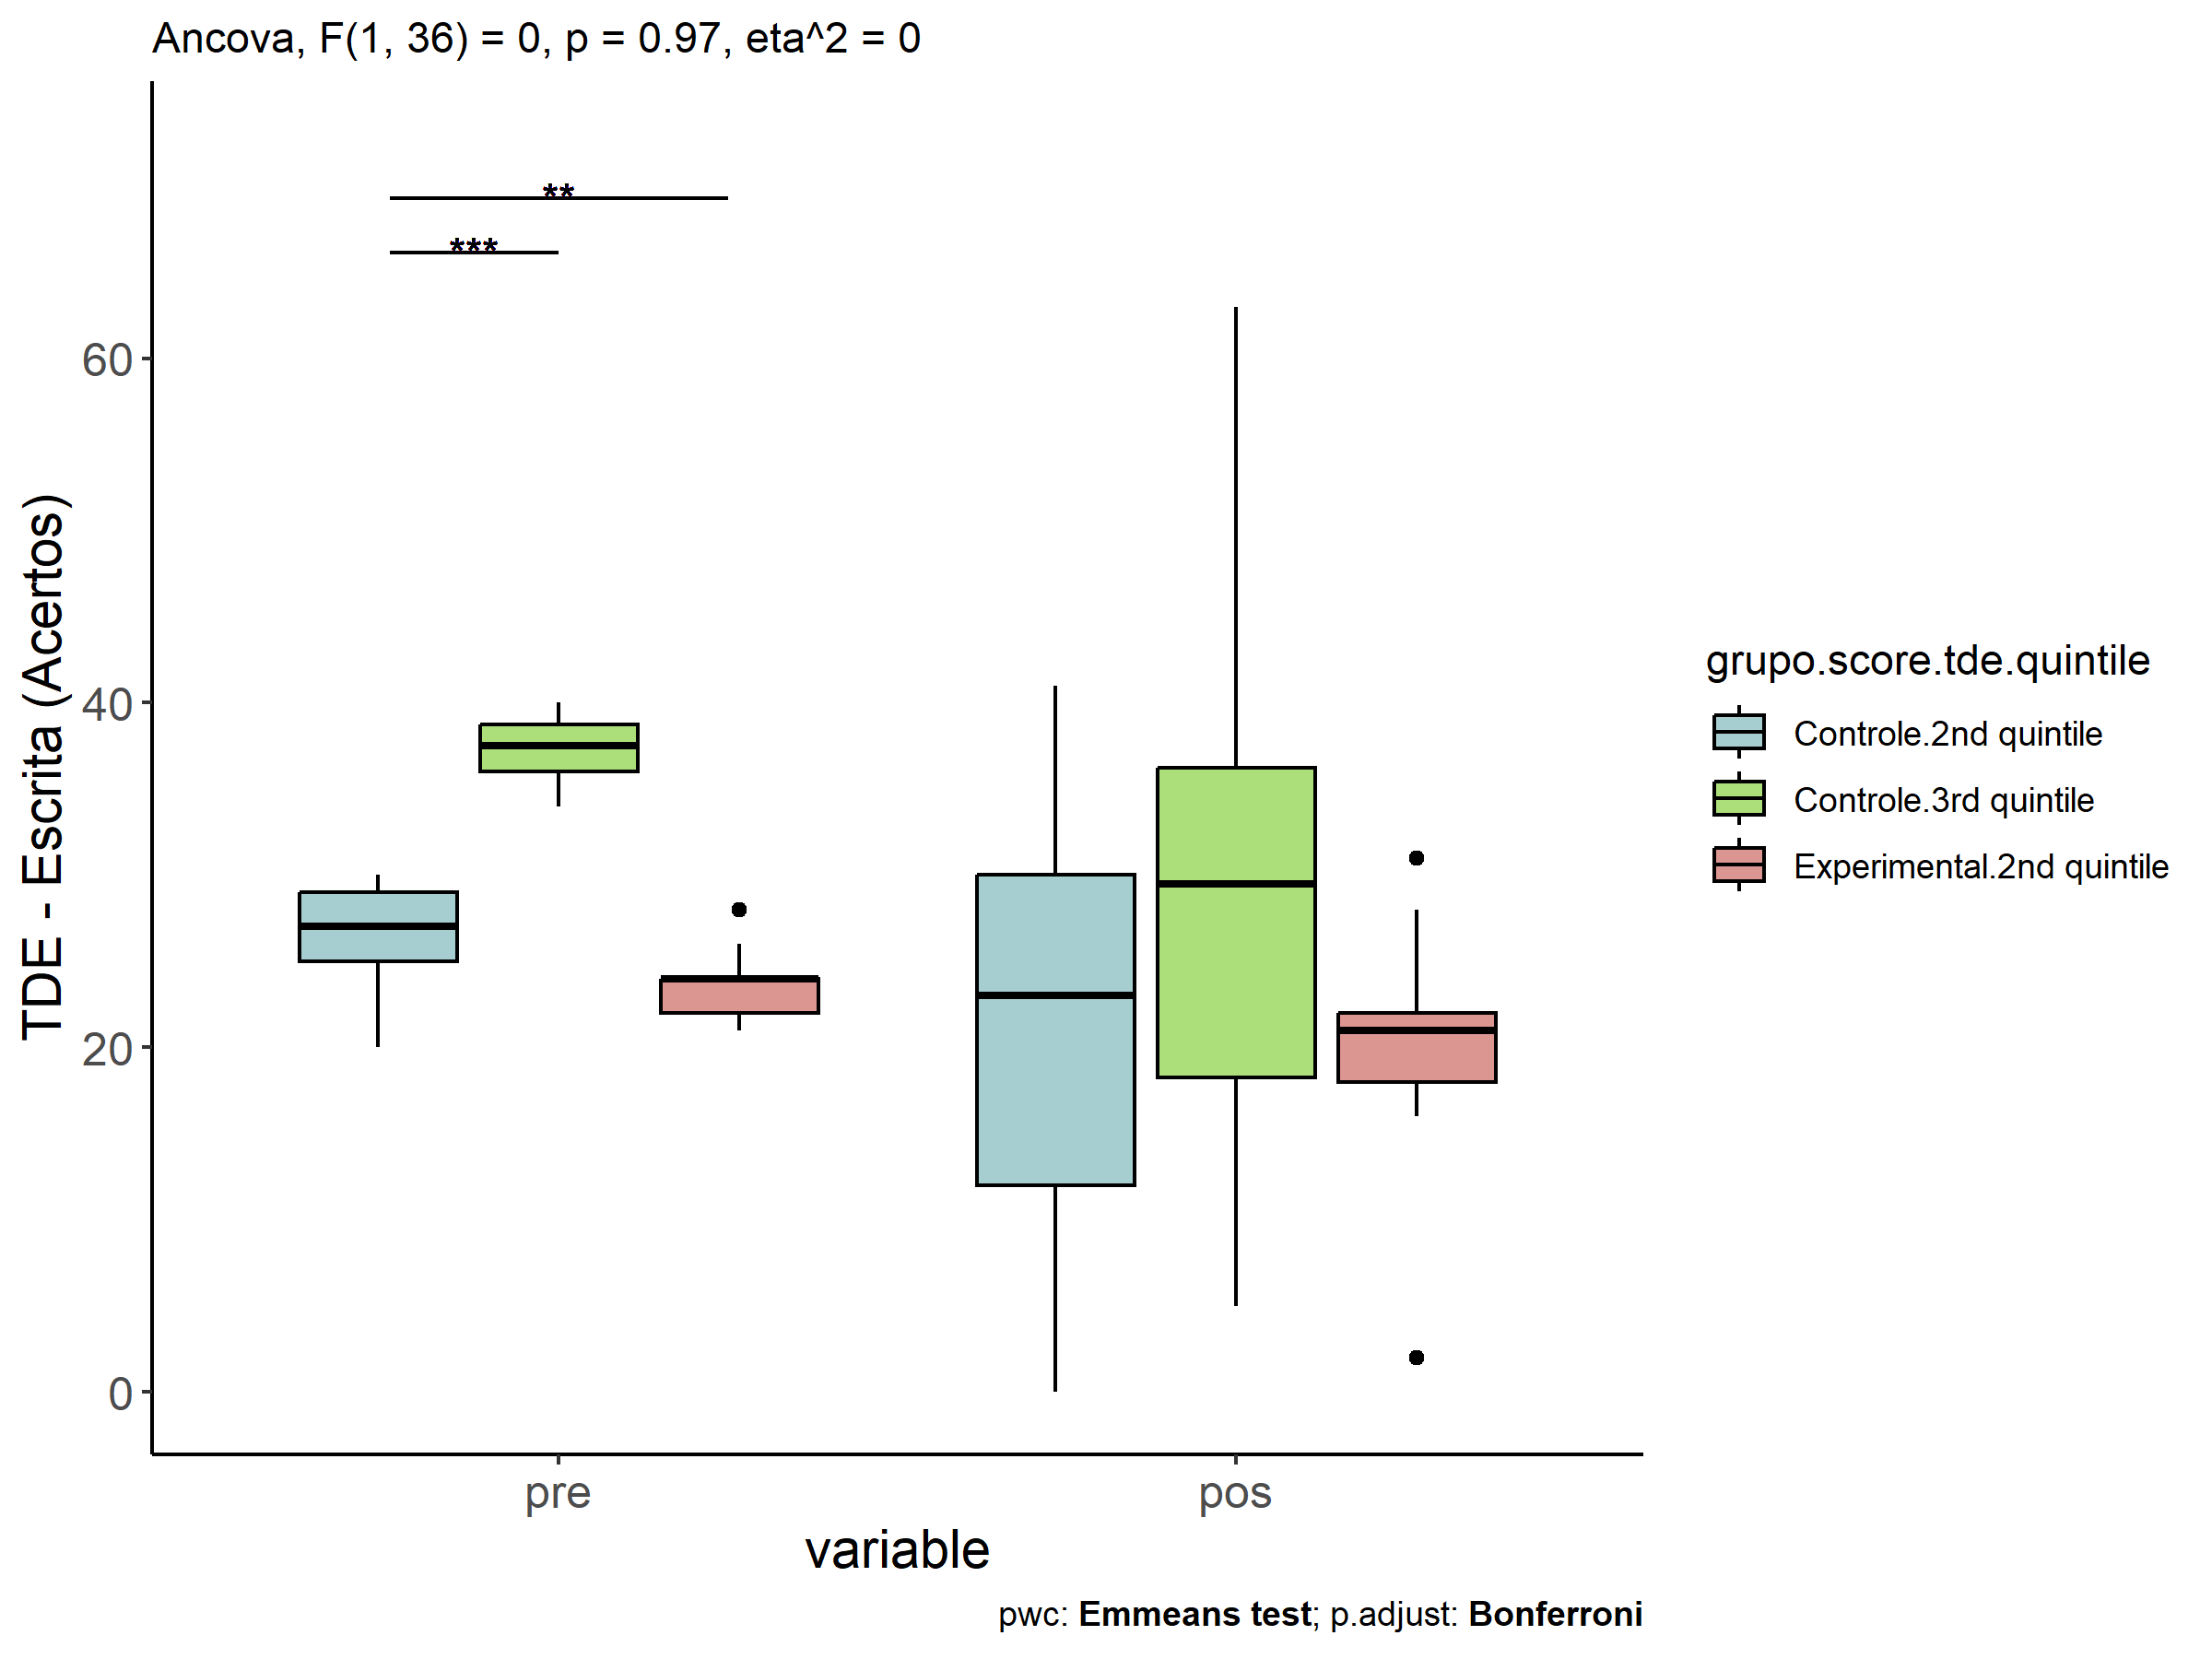 Ancova, F(1, 36) = 0, p = 0.97, eta^2 = 0
**
***
TDE - Escrita (Acertos)
60
40
20
0
pre
pos
variable
grupo.score.tde.quintile
Controle.2nd quintile
Controle.3rd quintile
Experimental.2nd quintile
pwc: Emmeans test; p.adjust: Bonferroni